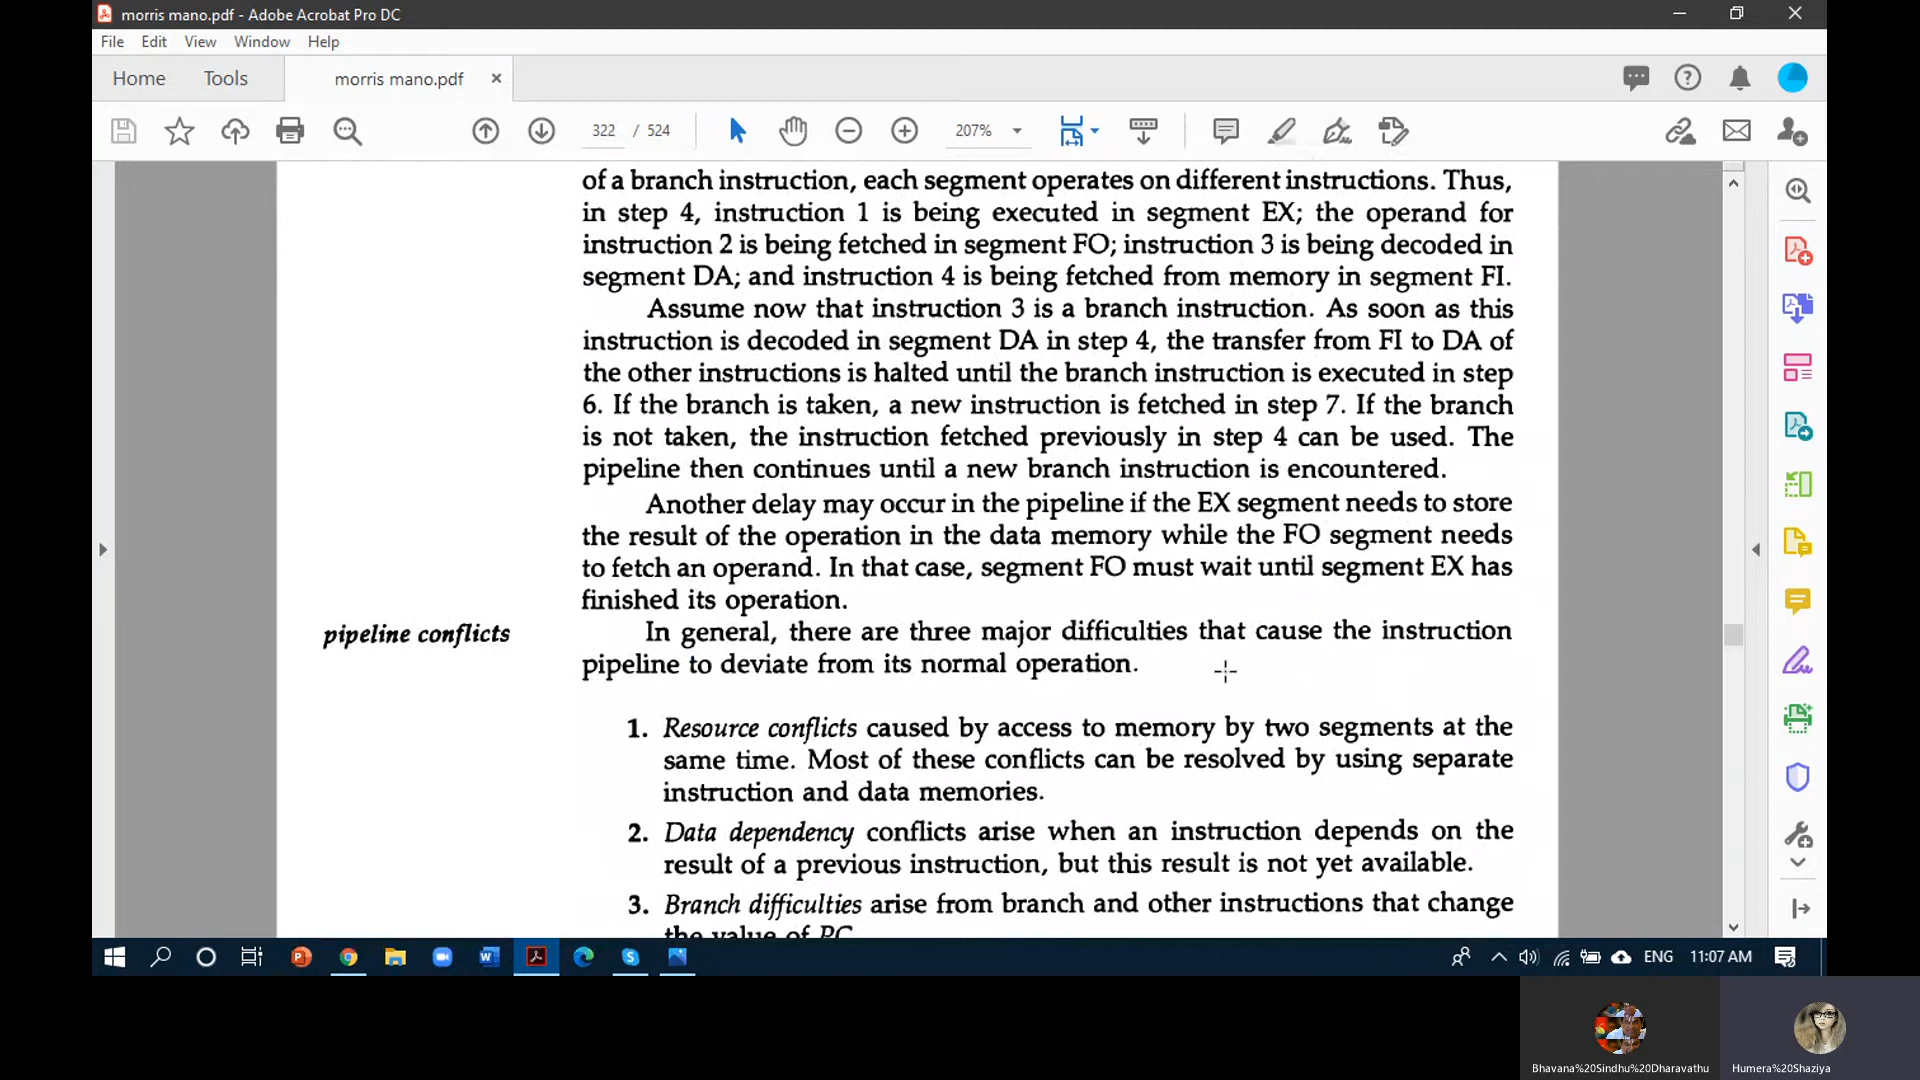 morris mano.pdf - Adobe Acrobat Pro DC
File Edit View Window Help
Home Tools morris mano.pdf
322 / 524 207%
of a branch instruction, each segment operates on different instructions. Thus,
in step 4, instruction 1 is being executed in segment EX; the operand for
instruction 2 is being fetched in segment FO; instruction 3 is being decoded in
segment DA; and instruction 4 is being fetched from memory in segment FI.
Assume now that instruction 3 is a branch instruction. As soon as this
instruction is decoded in segment DA in step 4, the transfer from FI to DA of
the other instructions is halted until the branch instruction is executed in step
6. If the branch is taken, a new instruction is fetched in step 7. If the branch
is not taken, the instruction fetched previously in step 4 can be used. The
pipeline then continues until a new branch instruction is encountered.
Another delay may occur in the pipeline if the EX segment needs to store
the result of the operation in the data memory while the FO segment needs
to fetch an operand. In that case, segment FO must wait until segment EX has
finished its operation.
pipeline conflicts
In general, there are three major difficulties that cause the instruction
pipeline to deviate from its normal operation.
1. Resource conflicts caused by access to memory by two segments at the
same time. Most of these conflicts can be resolved by using separate
instruction and data memories.
2. Data dependency conflicts arise when an instruction depends on the
result of a previous instruction, but this result is not yet available.
3. Branch difficulties arise from branch and other instructions that change
the value of PC
ENG 11:07 AM
Bhavana%20Sindhu%20Dharavathu
Humera%20Shaziya